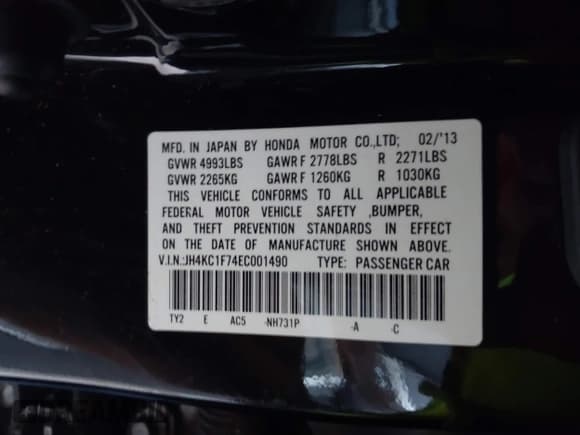 MFD. IN JAPAN BY HONDA MOTOR CO.,LTD; 02/'13
GVWR 4993LBS GAWR F 2778LBS R 2271LBS
GVWR 2265KG GAWR F 1260KG R 1030KG
THIS VEHICLE CONFORMS TO ALL APPLICABLE
FEDERAL MOTOR VEHICLE SAFETY ,BUMPER,
AND THEFT PREVENTION STANDARDS IN EFFECT
ON THE DATE OF MANUFACTURE SHOWN ABOVE.
V.I.N.:JH4KC1F74EC001490 TYPE: PASSENGER CAR
TY2 E AC5 -NH731P -A -C